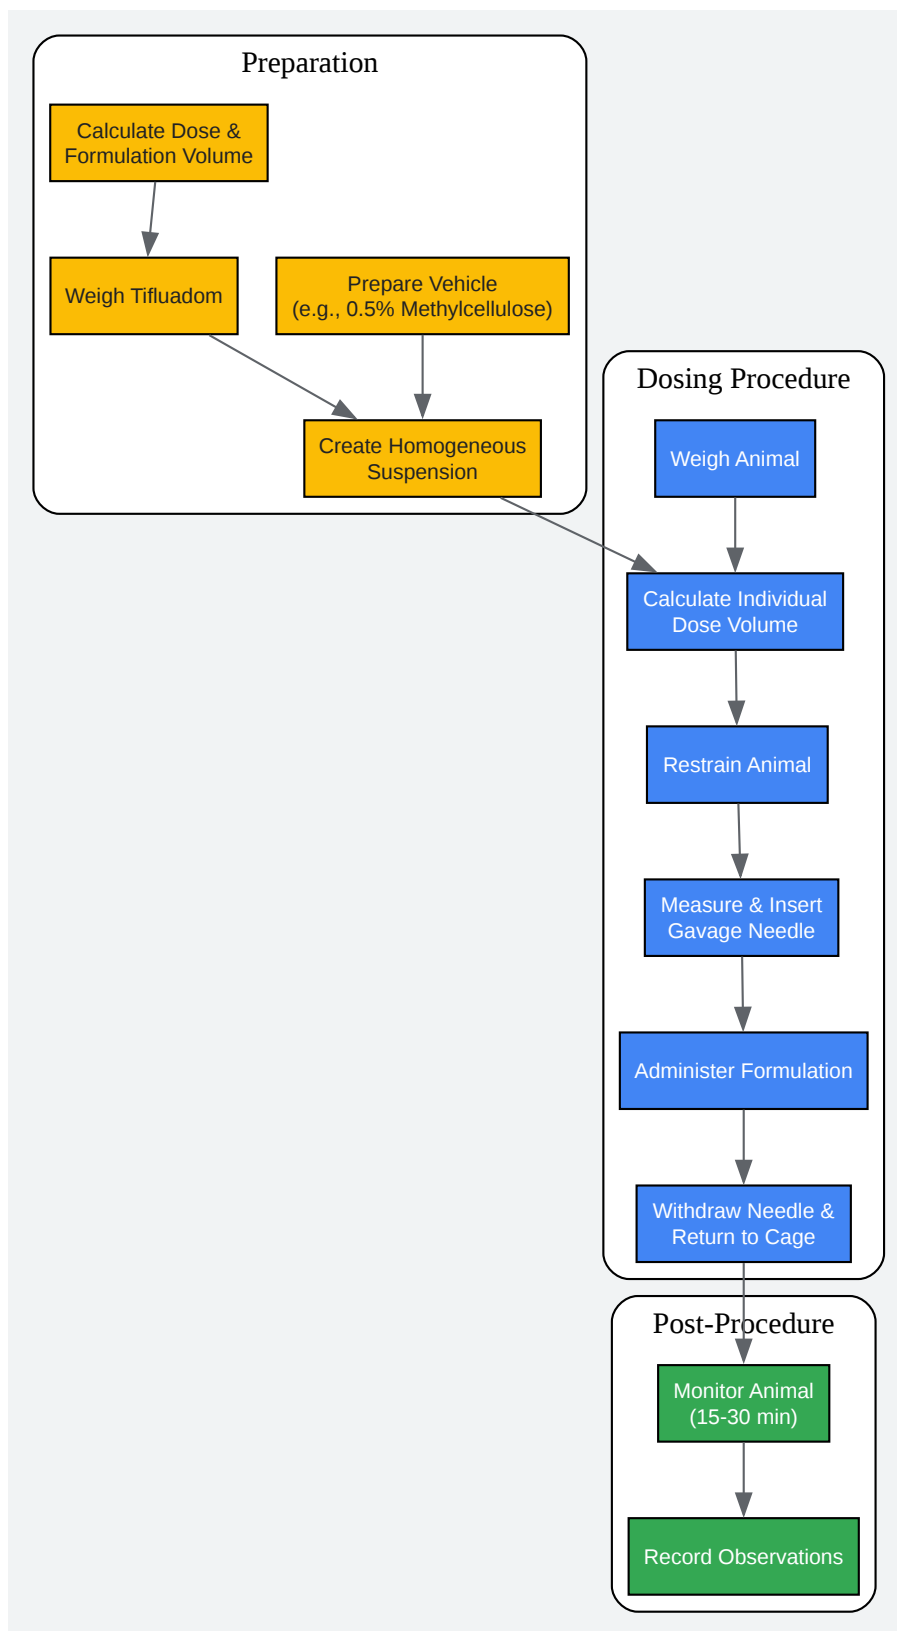 Preparation
Calculate Dose &
Formulation Volume
Weigh Tifluadom
Prepare Vehicle
(e.g., 0.5% Methylcellulose)
Create Homogeneous
Suspension
Dosing Procedure
Weigh Animal
Calculate Individual
Dose Volume
Restrain Animal
Measure & Insert
Gavage Needle
Administer Formulation
Withdraw Needle &
Return to Cage
Post-Procedure
Monitor Animal
(15-30 min)
Record Observations